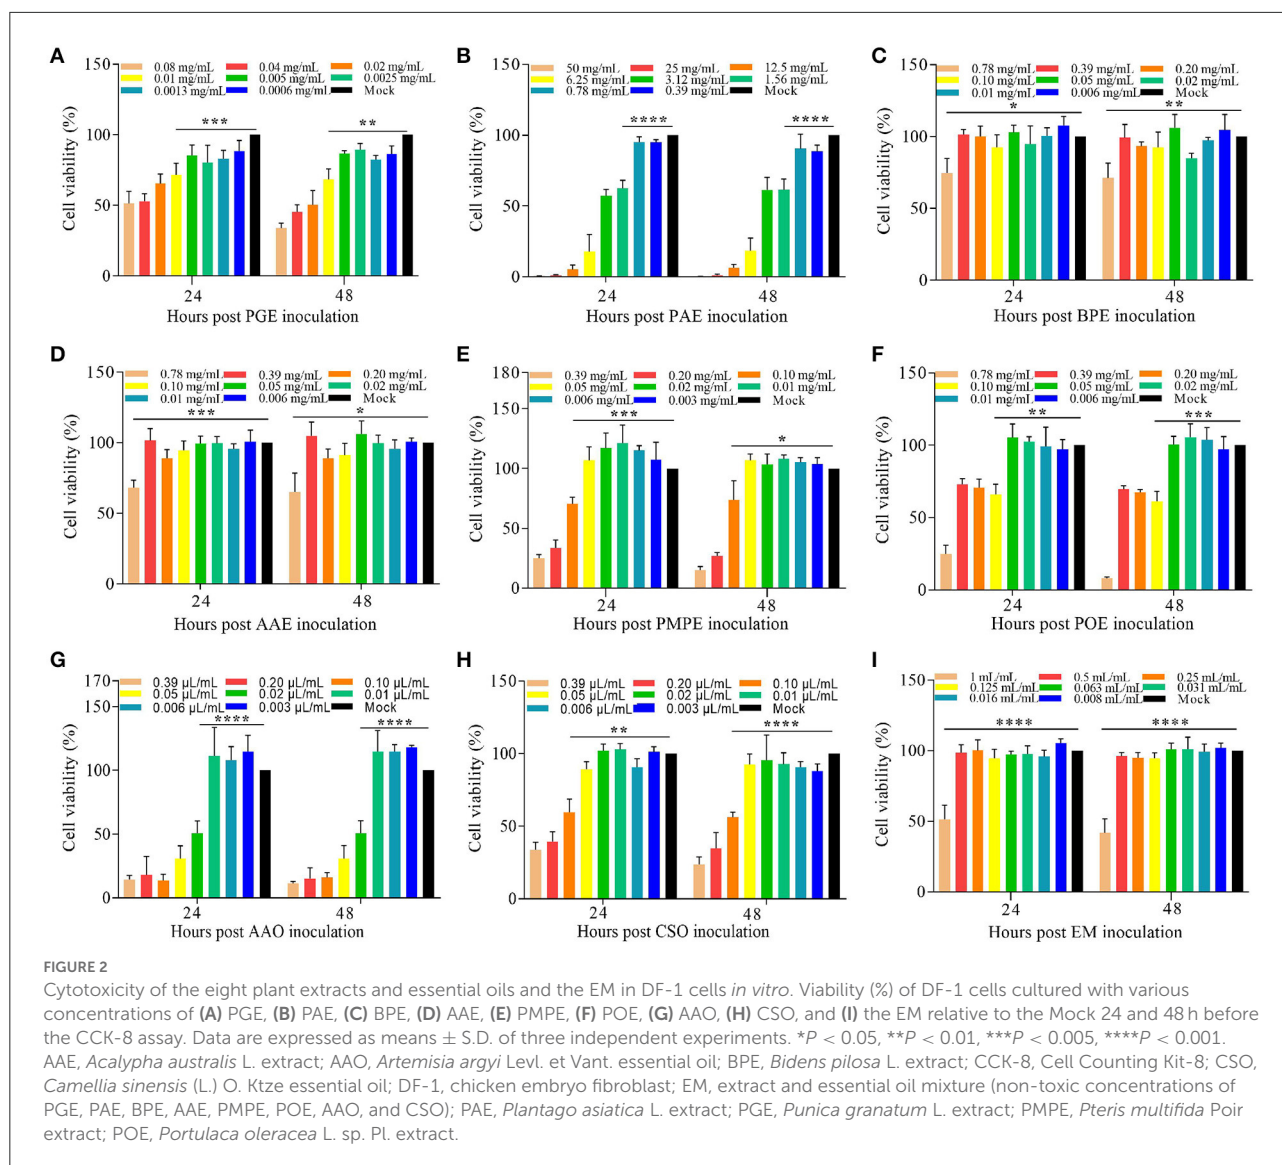 A
0.08 mg/mL 0.04 mg/mL 0.02 mg/mL
0.01 mg/mL 0.005 mg/mL 0.0025 mg/mL
0.0013 mg/mL 0.0006 mg/mL Mock
150
100
50
0
Cell viability (%)
*** **
24 48
Hours post PGE inoculation
B
50 mg/mL 25 mg/mL 12.5 mg/mL
6.25 mg/mL 3.12 mg/mL 1.56 mg/mL
0.78 mg/mL 0.39 mg/mL Mock
150
100
50
0
Cell viability (%)
**** ****
24 48
Hours post PAE inoculation
C
0.78 mg/mL 0.39 mg/mL 0.20 mg/mL
0.10 mg/mL 0.05 mg/mL 0.02 mg/mL
0.01 mg/mL 0.006 mg/mL Mock
150
100
50
0
Cell viability (%)
* **
24 48
Hours post BPE inoculation
D
0.78 mg/mL 0.39 mg/mL 0.20 mg/mL
0.10 mg/mL 0.05 mg/mL 0.02 mg/mL
0.01 mg/mL 0.006 mg/mL Mock
150
100
50
0
Cell viability (%)
*** *
24 48
Hours post AAE inoculation
E
0.39 mg/mL 0.20 mg/mL 0.10 mg/mL
0.05 mg/mL 0.02 mg/mL 0.01 mg/mL
0.006 mg/mL 0.003 mg/mL Mock
180
150
100
50
0
Cell viability (%)
*** *
24 48
Hours post PMPE inoculation
F
0.78 mg/mL 0.39 mg/mL 0.20 mg/mL
0.10 mg/mL 0.05 mg/mL 0.02 mg/mL
0.01 mg/mL 0.006 mg/mL Mock
150
100
50
0
Cell viability (%)
** ***
24 48
Hours post POE inoculation
G
0.39 µL/mL 0.20 µL/mL 0.10 µL/mL
0.05 µL/mL 0.02 µL/mL 0.01 µL/mL
0.006 µL/mL 0.003 µL/mL Mock
170
150
100
50
0
Cell viability (%)
**** ****
24 48
Hours post AAO inoculation
H
0.39 µL/mL 0.20 µL/mL 0.10 µL/mL
0.05 µL/mL 0.02 µL/mL 0.01 µL/mL
0.006 µL/mL 0.003 µL/mL Mock
150
100
50
0
Cell viability (%)
** ****
24 48
Hours post CSO inoculation
I
1 mL/mL 0.5 mL/mL 0.25 mL/mL
0.125 mL/mL 0.063 mL/mL 0.031 mL/mL
0.016 mL/mL 0.008 mL/mL Mock
150
100
50
0
Cell viability (%)
**** ****
24 48
Hours post EM inoculation
FIGURE 2
Cytotoxicity of the eight plant extracts and essential oils and the EM in DF-1 cells in vitro. Viability (%) of DF-1 cells cultured with various
concentrations of (A) PGE, (B) PAE, (C) BPE, (D) AAE, (E) PMPE, (F) POE, (G) AAO, (H) CSO, and (I) the EM relative to the Mock 24 and 48 h before
the CCK-8 assay. Data are expressed as means ± S.D. of three independent experiments. *P < 0.05, **P < 0.01, ***P < 0.005, ****P < 0.001.
AAE, Acalypha australis L. extract; AAO, Artemisia argyi Levl. et Vant. essential oil; BPE, Bidens pilosa L. extract; CCK-8, Cell Counting Kit-8; CSO,
Camellia sinensis (L.) O. Ktze essential oil; DF-1, chicken embryo fibroblast; EM, extract and essential oil mixture (non-toxic concentrations of
PGE, PAE, BPE, AAE, PMPE, POE, AAO, and CSO); PAE, Plantago asiatica L. extract; PGE, Punica granatum L. extract; PMPE, Pteris multifida Poir
extract; POE, Portulaca oleracea L. sp. Pl. extract.